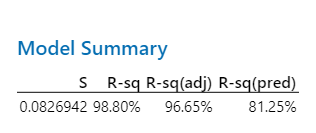 Model Summary
S R-sq R-sq(adj) R-sq(pred)
0.0826942 98.80% 96.65% 81.25%